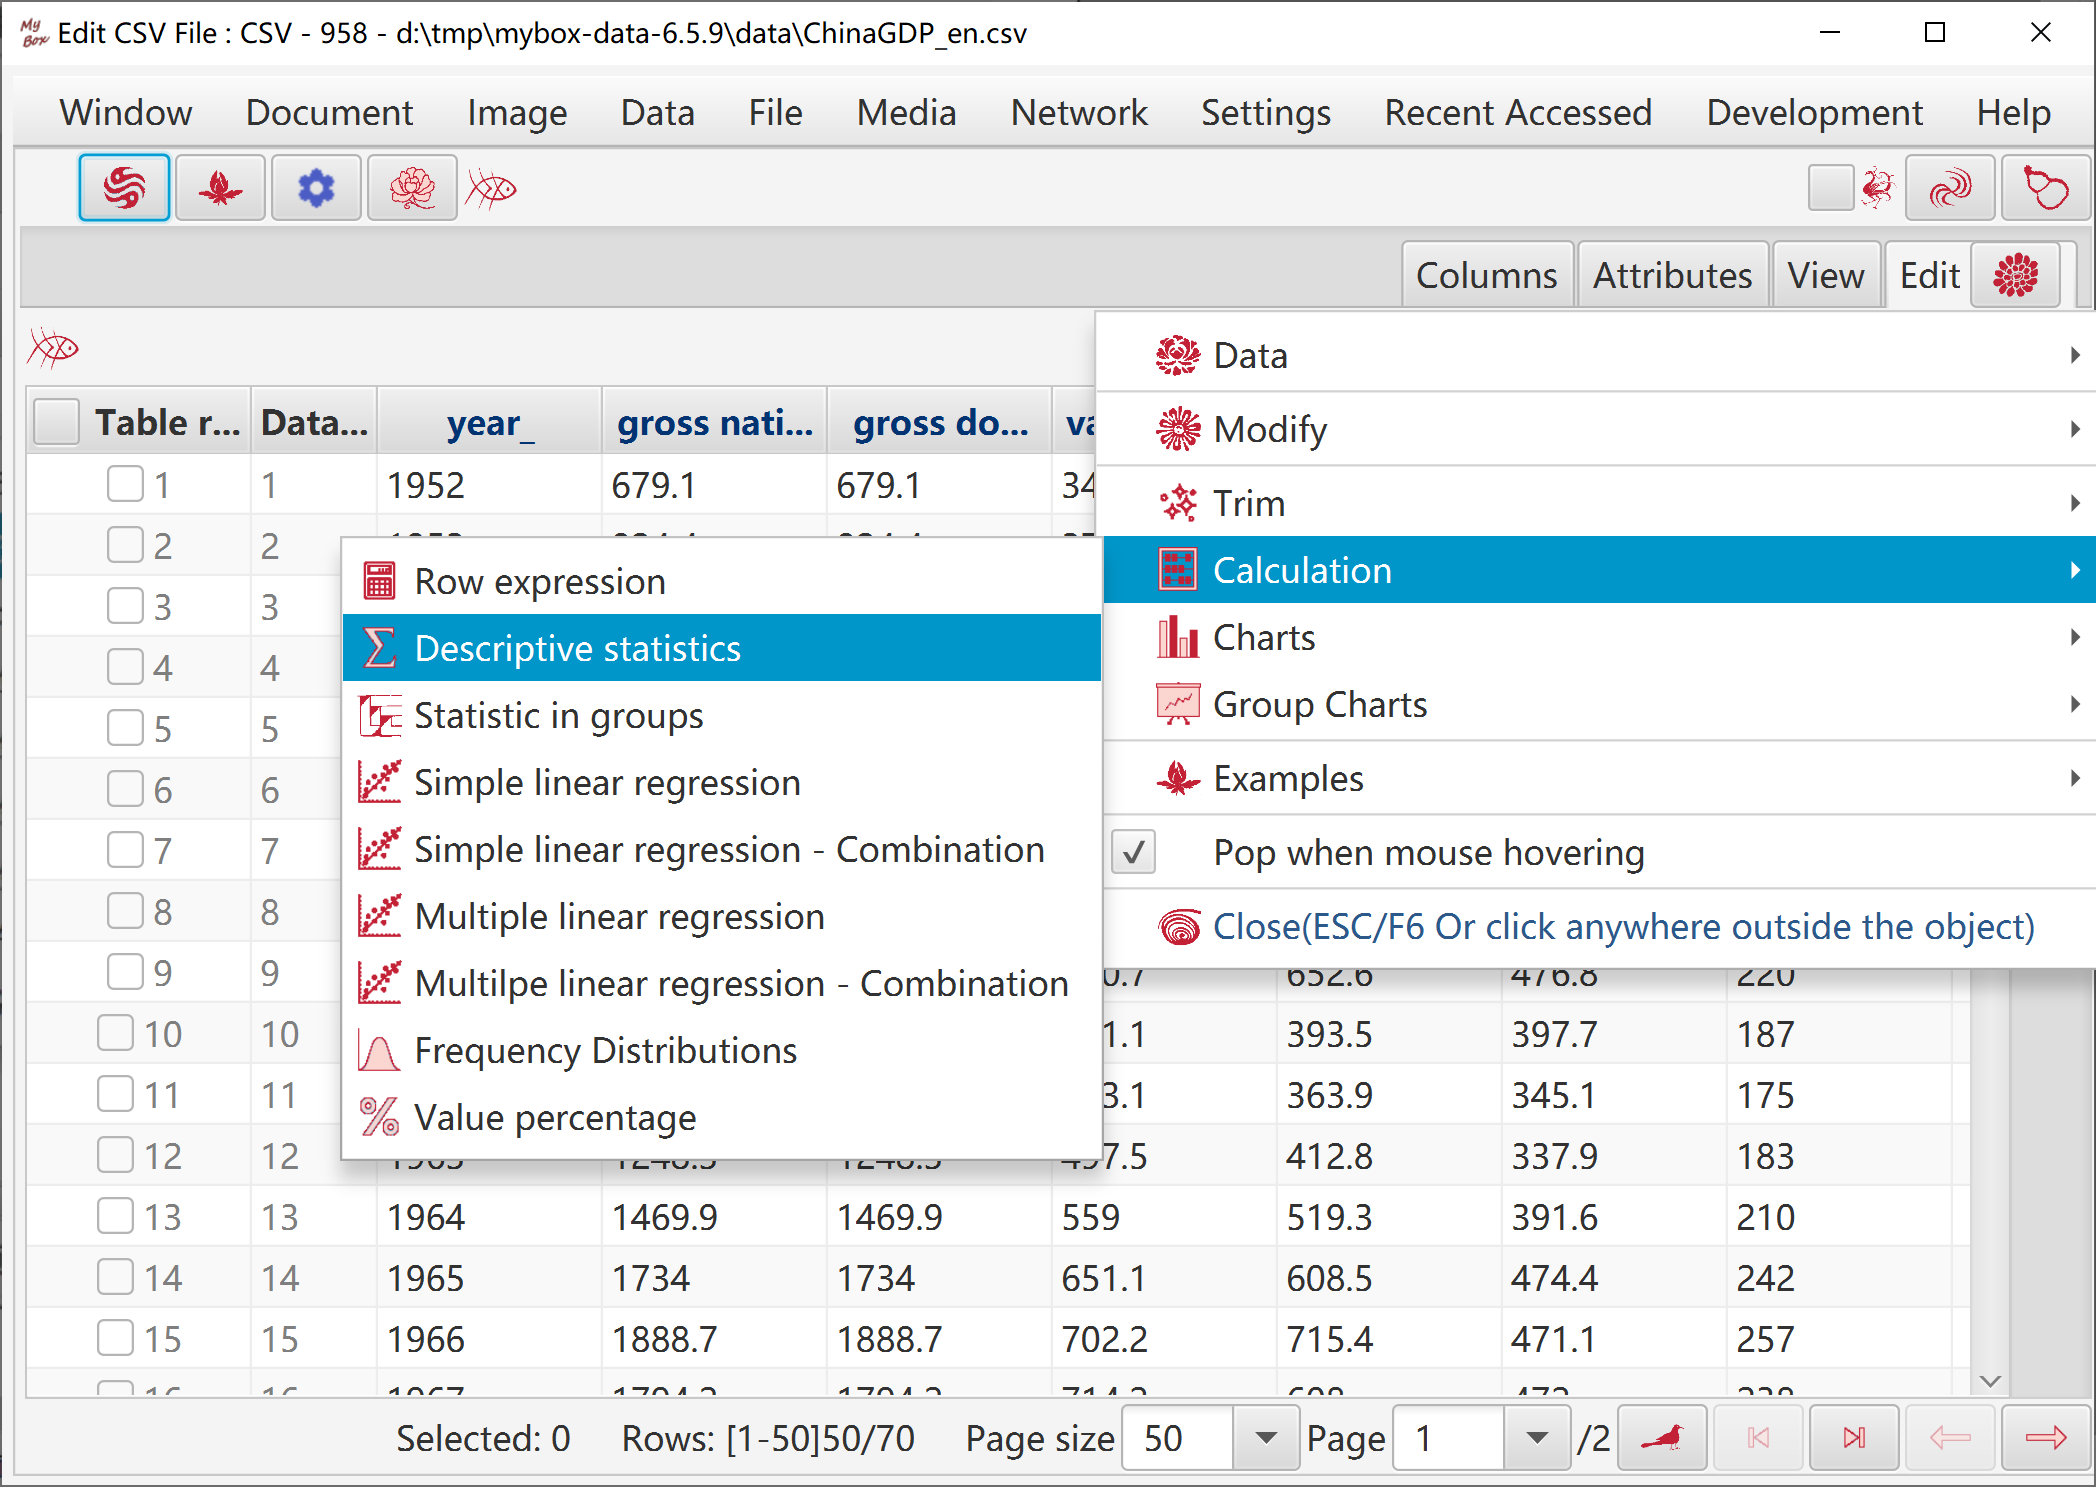 My Box Edit CSV File : CSV - 958 - d:\tmp\mybox-data-6.5.9\data\ChinaGDP_en.csv
Window Document Image Data File Media Network Settings Recent Accessed Development Help
Columns Attributes View Edit
Data
Modify
Trim
Calculation
Charts
Group Charts
Examples
Pop when mouse hovering
Close(ESC/F6 Or click anywhere outside the object)
Row expression
Descriptive statistics
Statistic in groups
Simple linear regression
Simple linear regression - Combination
Multiple linear regression
Multilpe linear regression - Combination
Frequency Distributions
Value percentage
Table r... Data... year_ gross nati... gross do...
1 1 1952 679.1 679.1
2 2
3 3
4 4
5 5
6 6
7 7
8 8
9 9 652.6 476.8 220
10 10 393.5 397.7 187
11 11 363.9 345.1 175
12 12 412.8 337.9 183
13 13 1964 1469.9 1469.9 559 519.3 391.6 210
14 14 1965 1734 1734 651.1 608.5 474.4 242
15 15 1966 1888.7 1888.7 702.2 715.4 471.1 257
Selected: 0 Rows: [1-50]50/70 Page size 50 Page 1 /2